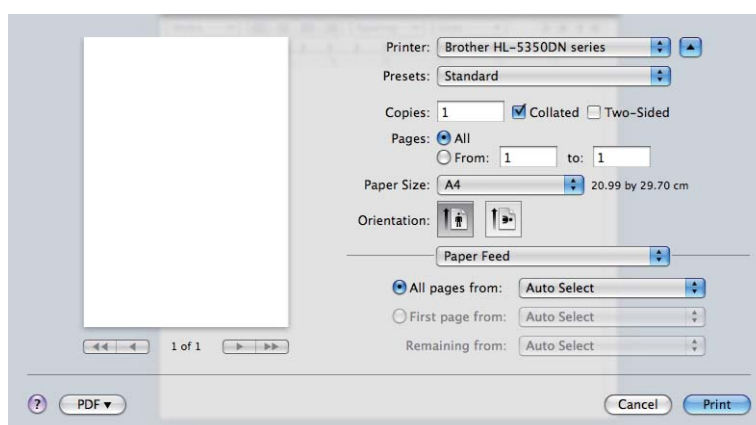 Printer: Brother HL-5350DN series
Presets: Standard
Copies: 1 Collated Two-Sided
Pages: All
From: 1 to: 1
Paper Size: A4 20.99 by 29.70 cm
Orientation:
Paper Feed
All pages from: Auto Select
First page from: Auto Select
Remaining from: Auto Select
1 of 1
? PDF▼ Cancel Print